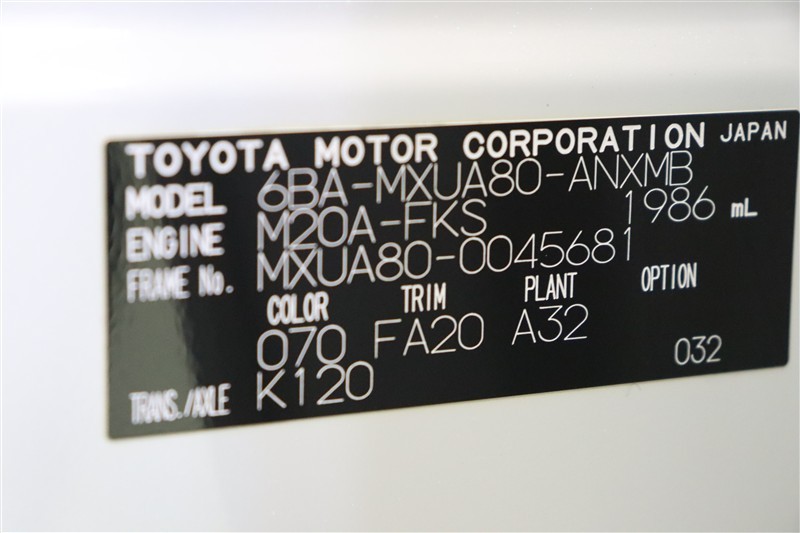 TOYOTA MOTOR CORPORATION JAPAN
MODEL 6BA-MXUA80-ANXMB
ENGINE M20A-FKS 1986 mL
FRAME No. MXUA80-0045681
COLOR TRIM PLANT OPTION
070 FA20 A32
TRANS./AXLE K120 032